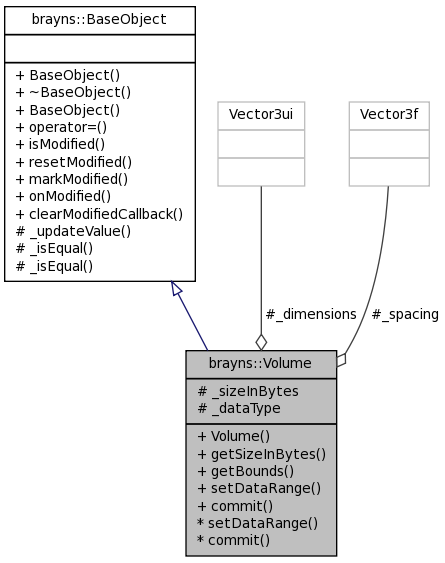 brayns::BaseObject
+ BaseObject()
+ ~BaseObject()
+ BaseObject()
+ operator=()
+ isModified()
+ resetModified()
+ markModified()
+ onModified()
+ clearModifiedCallback()
# _updateValue()
# _isEqual()
# _isEqual()
Vector3ui
Vector3f
#_dimensions
#_spacing
brayns::Volume
# _sizeInBytes
# _dataType
+ Volume()
+ getSizeInBytes()
+ getBounds()
+ setDataRange()
+ commit()
* setDataRange()
* commit()